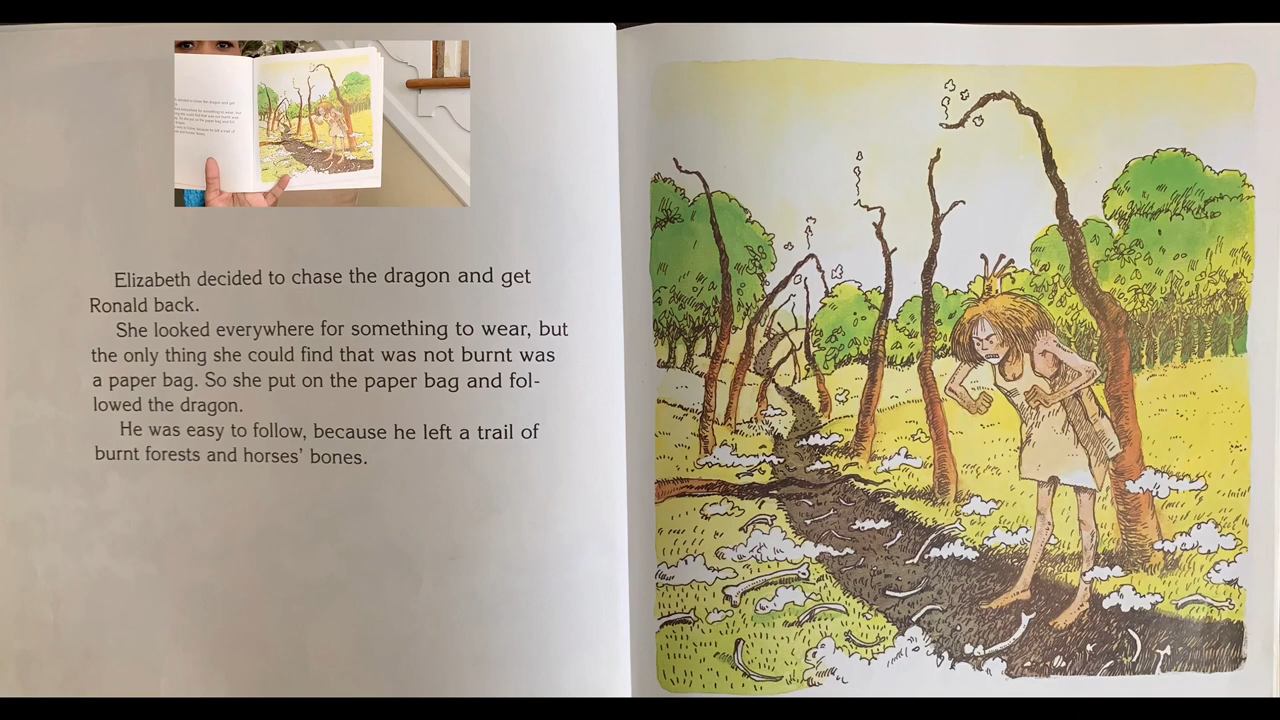 Elizabeth decided to chase the dragon and get
Ronald back.
She looked everywhere for something to wear, but
the only thing she could find that was not burnt was
a paper bag. So she put on the paper bag and fol-
lowed the dragon.
He was easy to follow, because he left a trail of
burnt forests and horses’ bones.